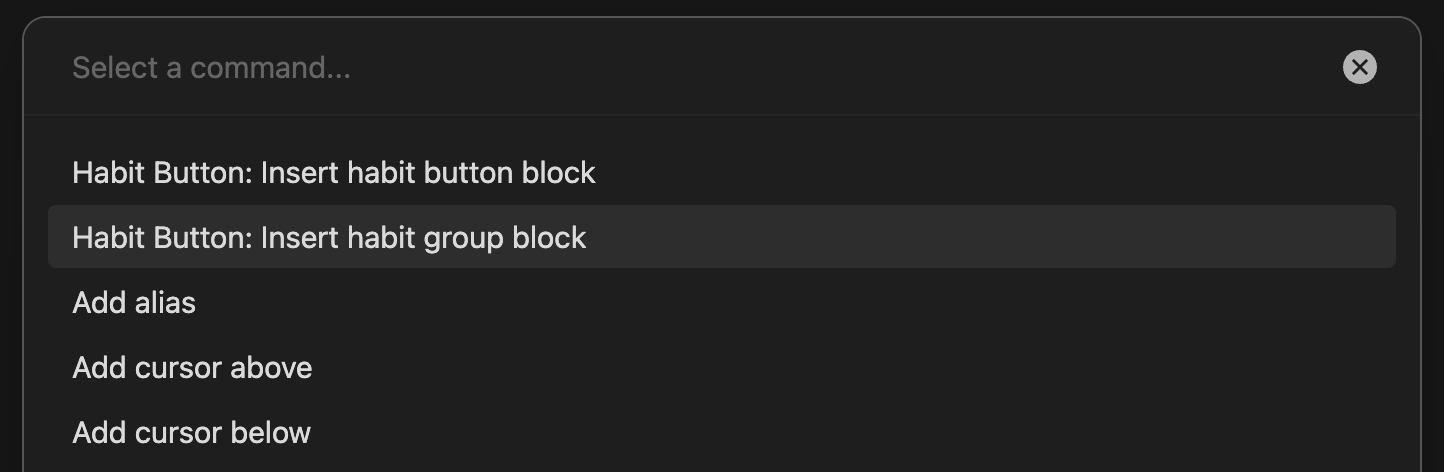 Select a command...
Habit Button: Insert habit button block
Habit Button: Insert habit group block
Add alias
Add cursor above
Add cursor below